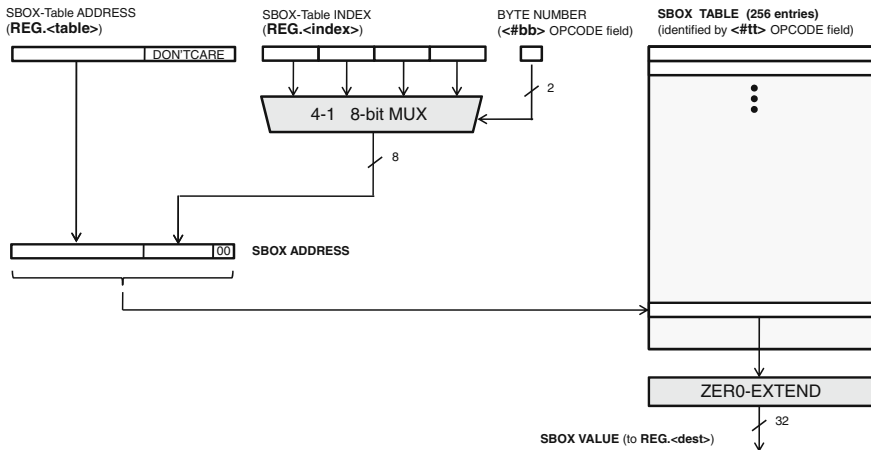 SBOX-Table ADDRESS
(REG.<table>)
SBOX-Table INDEX
(REG.<index>)
BYTE NUMBER
(<#bb> OPCODE field)
SBOX TABLE (256 entries)
(identified by <#tt> OPCODE field)
DON'TCARE
2
4-1 8-bit MUX
8
00
SBOX ADDRESS
ZER0-EXTEND
32
SBOX VALUE (to REG.<dest>)